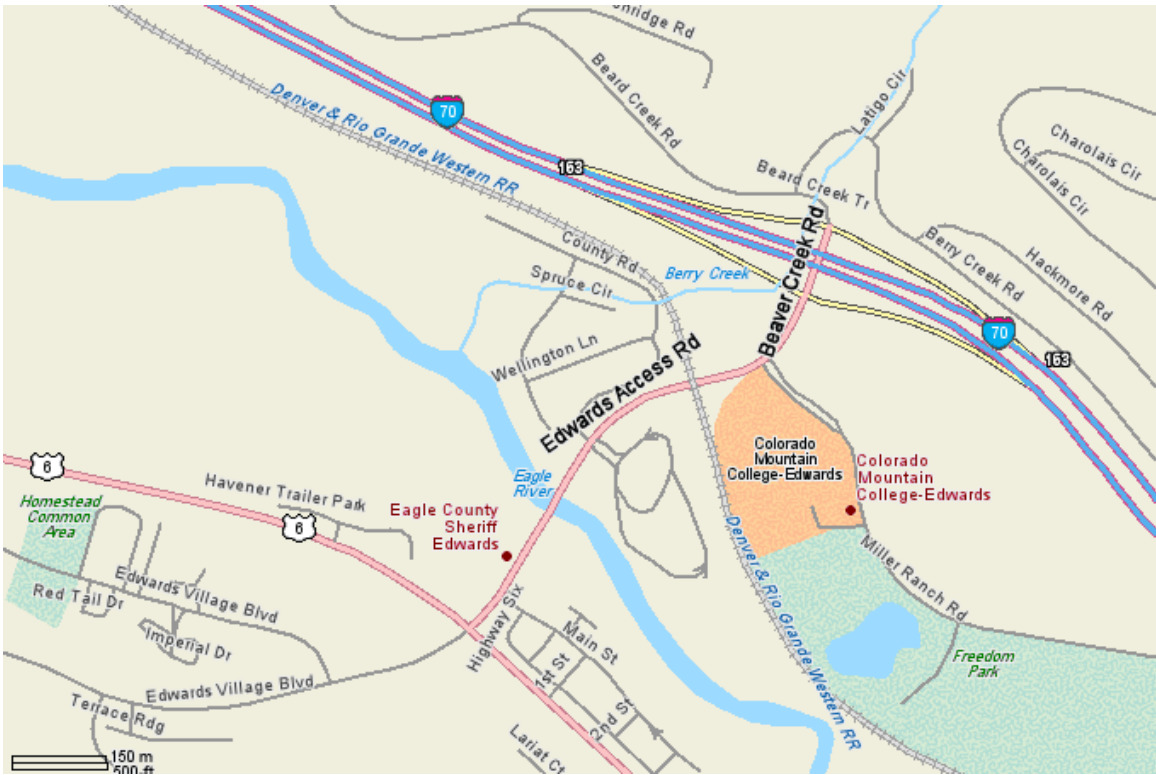 onridge Rd
Beard Creek Rd
Latigo Cir
Denver & Rio Grande Western RR
70
163
Charolais Cir
Charolais Cir
Beard Creek Tr
Beaver Creek Rd
Berry Creek Rd
Hackmore Rd
County Rd
Berry Creek
Spruce Cir
70
163
Wellington Ln
Edwards Access Rd
Colorado
Mountain
College-Edwards
Colorado
Mountain
College-Edwards
6
Havener Trailer Park
Eagle
River
Homestead
Common
Area
6
Eagle County
Sheriff
Edwards
Denver & Rio Grande Western RR
Miller Ranch Rd
Edwards Village Blvd
Red Tail Dr
Imperial Dr
Highway Six
Main St
1st St
2nd St
Freedom
Park
Edwards Village Blvd
Terrace Rdg
Lariat Ct
150 m
500 ft